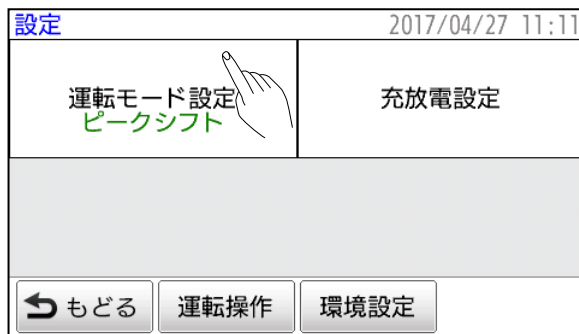 設定 2017/04/27 11:11
運転モード設定
ピークシフト
充放電設定
もどる 運転操作 環境設定